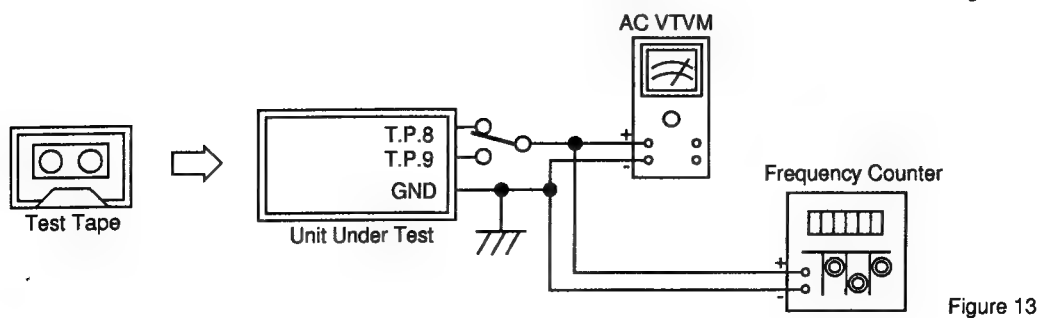 AC VTVM
T.P.8
T.P.9
GND
+
-
Test Tape
Unit Under Test
Frequency Counter
+
-
Figure 13